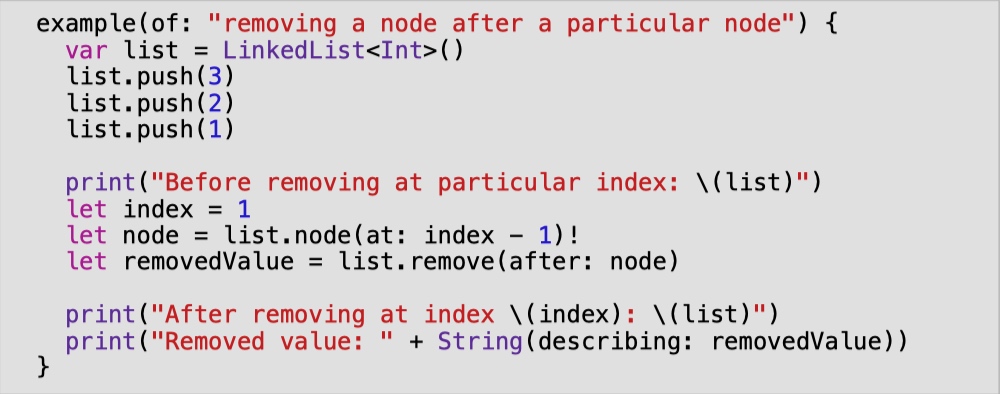 example(of: "removing a node after a particular node") {
  var list = LinkedList<Int>()
  list.push(3)
  list.push(2)
  list.push(1)

  print("Before removing at particular index: \(list)")
  let index = 1
  let node = list.node(at: index - 1)!
  let removedValue = list.remove(after: node)

  print("After removing at index \(index): \(list)")
  print("Removed value: " + String(describing: removedValue))
}